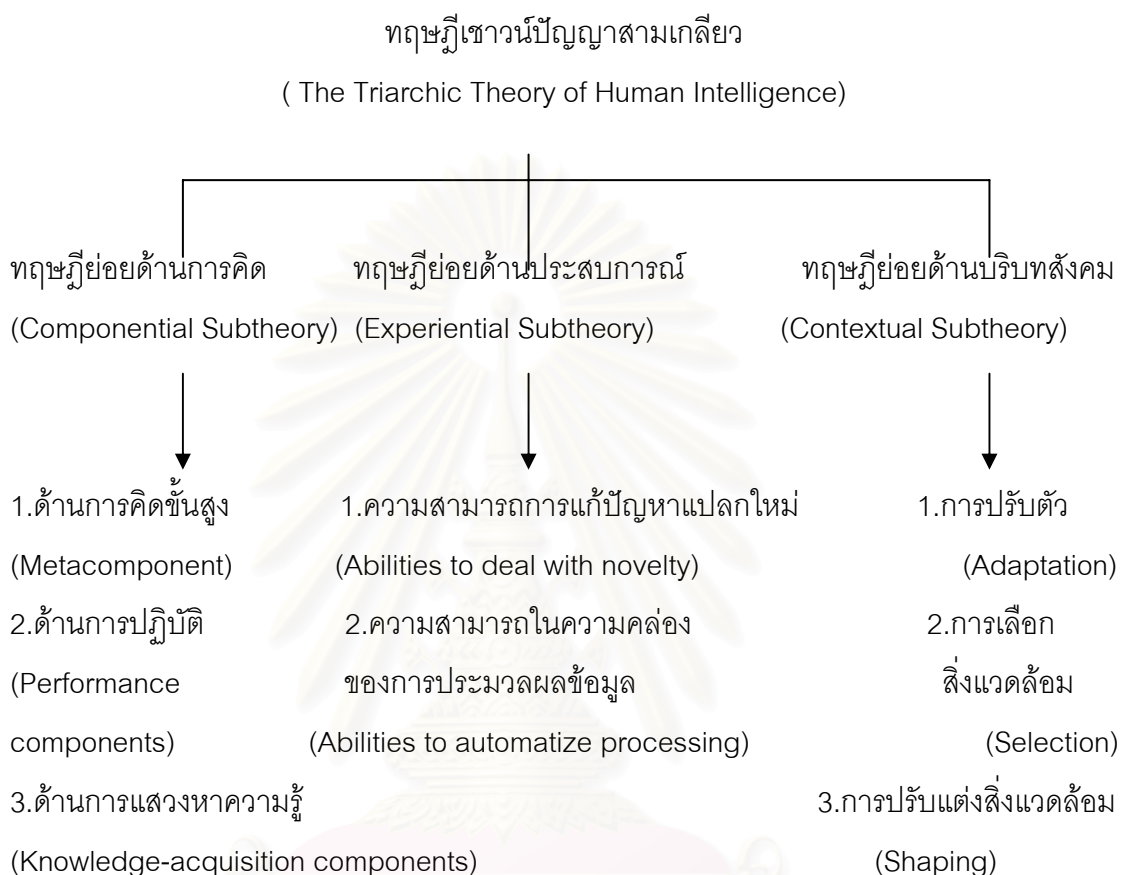 ทฤษฎีเชาวน์ปัญญาสามเกลียว
( The Triarchic Theory of Human Intelligence)
ทฤษฎีย่อยด้านการคิด ทฤษฎีย่อยด้านประสบการณ์ ทฤษฎีย่อยด้านบริบทสังคม
(Componential Subtheory) (Experiential Subtheory) (Contextual Subtheory)
1.ด้านการคิดขั้นสูง 1.ความสามารถการแก้ปัญหาแปลกใหม่ 1.การปรับตัว
(Metacomponent) (Abilities to deal with novelty) (Adaptation)
2.ด้านการปฏิบัติ 2.ความสามารถในความคล่อง 2.การเลือก
(Performance ของการประมวลผลข้อมูล สิ่งแวดล้อม
components) (Abilities to automatize processing) (Selection)
3.ด้านการแสวงหาความรู้ 3.การปรับแต่งสิ่งแวดล้อม
(Knowledge-acquisition components) (Shaping)